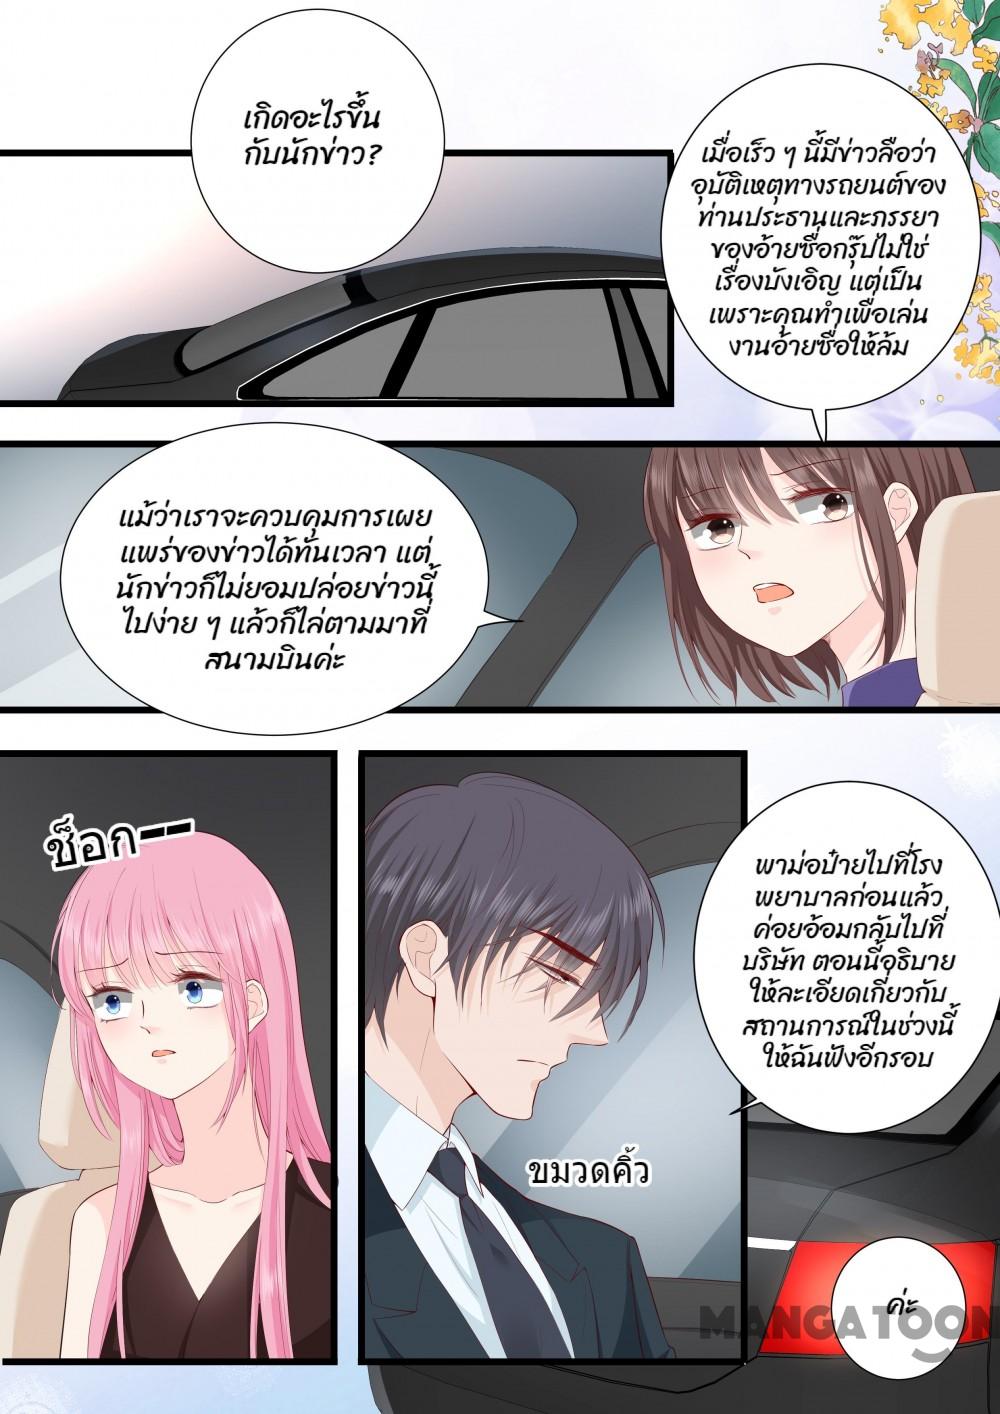 เกิดอะไรขึ้น
กับนักข่าว?
เมื่อเร็ว ๆ นี้มีข่าวลือว่า
อุบัติเหตุทางรถยนต์ของ
ท่านประธานและภรรยา
ของอ้ายซื่อกรุ๊ปไม่ใช่
เรื่องบังเอิญ แต่เป็น
เพราะคุณทำเพื่อเล่น
งานอ้ายซื่อให้ล้ม
แม้ว่าเราจะควบคุมการเผย
แพร่ของข่าวได้ทันเวลา แต่
นักข่าวก็ไม่ยอมปล่อยข่าวนี้
ไปง่าย ๆ แล้วก็ไล่ตามมาที่
สนามบินค่ะ
ช็อก--
พาม่อป๋ายไปที่โรง
พยาบาลก่อนแล้ว
ค่อยอ้อมกลับไปที่
บริษัท ตอนนี้อธิบาย
ให้ละเอียดเกี่ยวกับ
สถานการณ์ในช่วงนี้
ให้ฉันฟังอีกรอบ
ขมวดคิ้ว
ค่ะ
MANGATOON